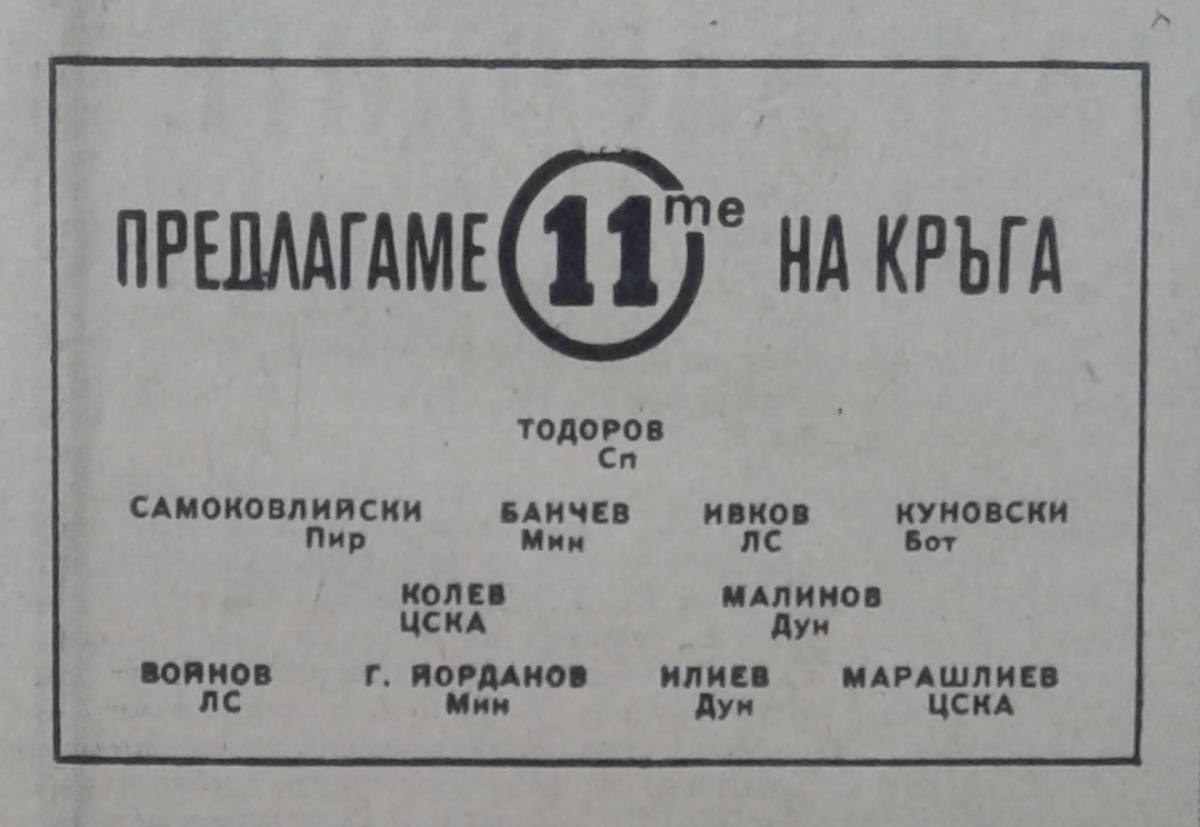 ПРЕДЛАГАМЕ 11те НА КРЪГА
ТОДОРОВ
Сп
САМОКОВЛИЙСКИ БАНЧЕВ ИВКОВ КУНОВСКИ
Пир Мин ЛС Бот
КОЛЕВ МАЛИНОВ
ЦСКА Дун
ВОЙНОВ Г. ЙОРДАНОВ ИЛИЕВ МАРАШЛИЕВ
ЛС Мин Дун ЦСКА